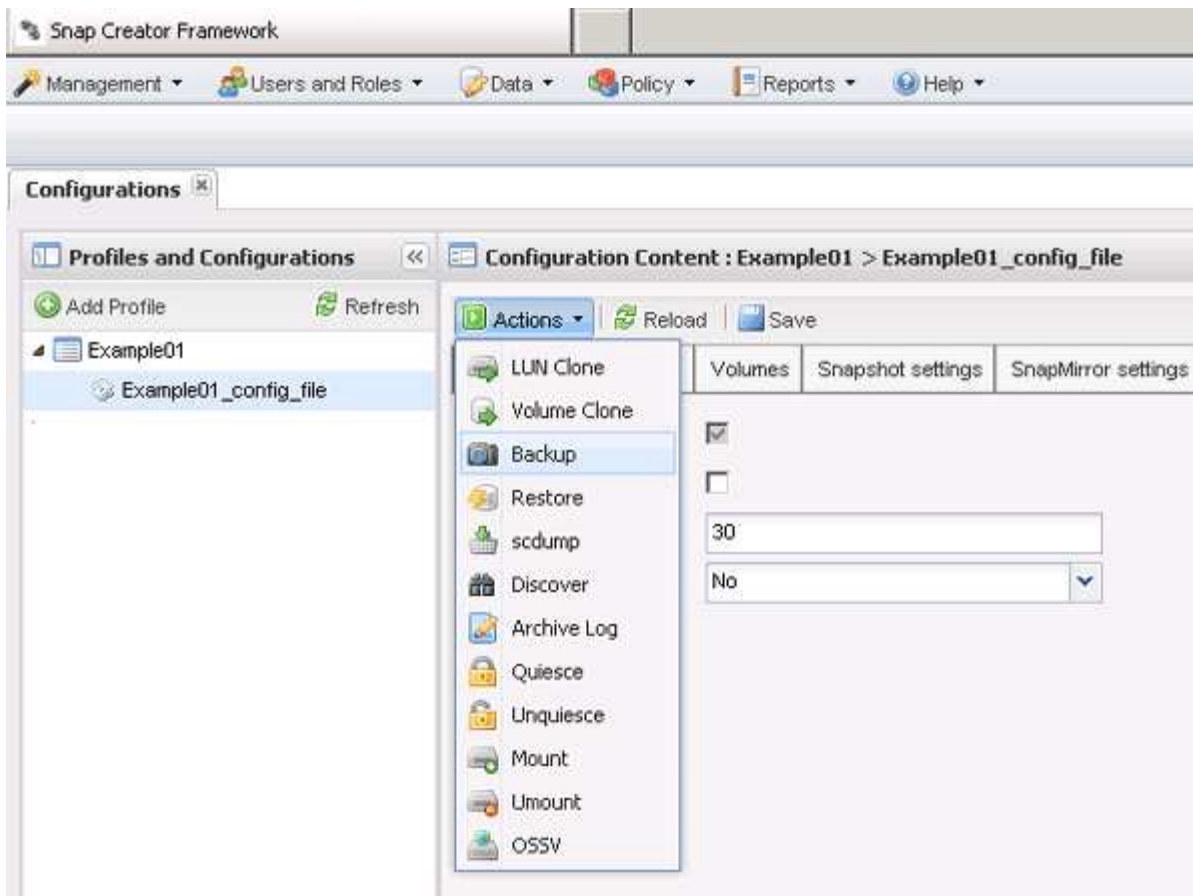 Snap Creator Framework
Management Users and Roles Data Policy Reports Help
Configurations
Profiles and Configurations
Configuration Content : Example01 > Example01_config_file
Add Profile Refresh
Actions Reload Save
Example01
Example01_config_file
Volumes Snapshot settings SnapMirror settings
LUN Clone
Volume Clone
Backup
Restore
scdump
Discover
Archive Log
Quiesce
Unquiesce
Mount
Umount
OSSV
30
No